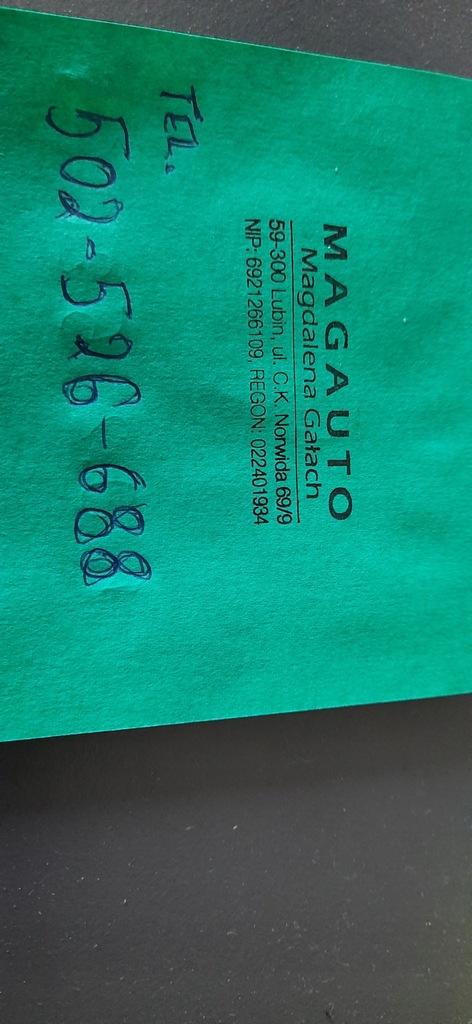 MAGAUTO
Magdalena Gałach
59-300 Lubin, ul. C.K. Norwida 69/9
NIP: 6921266109, REGON: 022401934
TEL.
502-526-688